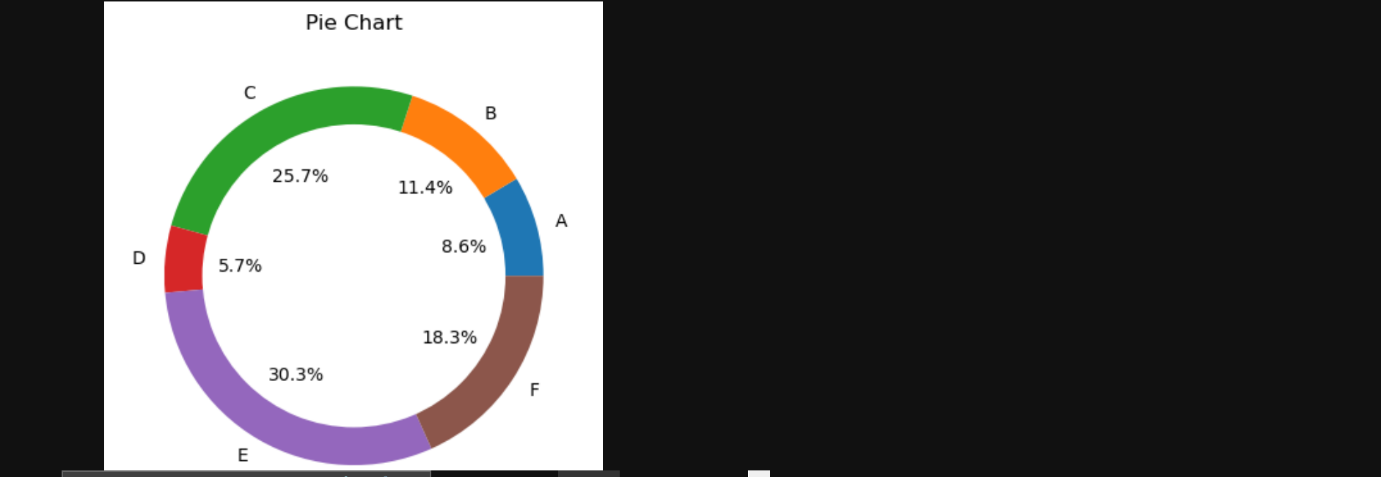 Pie Chart
C
B
25.7%
11.4%
A
8.6%
D
5.7%
18.3%
30.3%
F
E